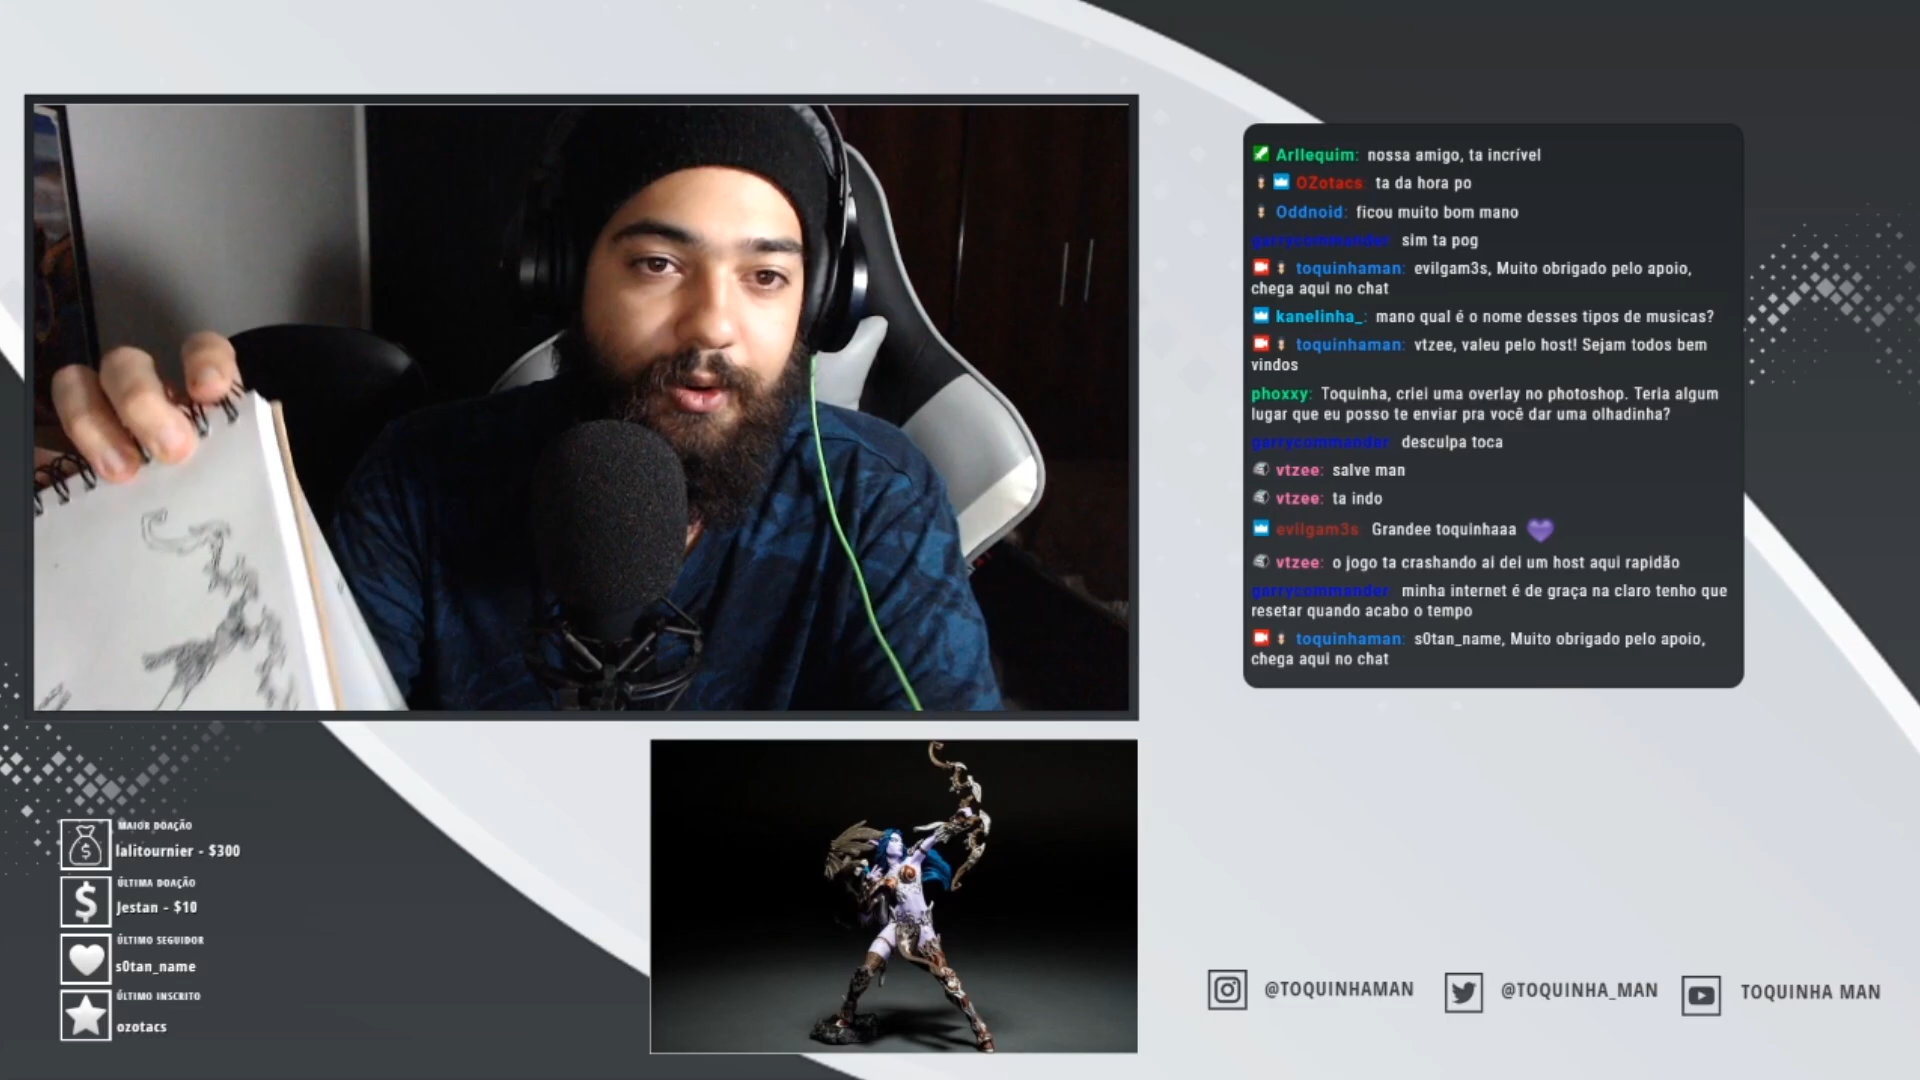 Arllequim: nossa amigo, ta incrível
OZotacs: ta da hora po
Oddnoid: ficou muito bom mano
garrycommander sim ta pog
toquinhaman: evilgam3s, Muito obrigado pelo apoio,
chega aqui no chat
kanelinha_: mano qual é o nome desses tipos de musicas?
toquinhaman: vtzee, valeu pelo host! Sejam todos bem
vindos
phoxxy: Toquinha, criei uma overlay no photoshop. Teria algum
lugar que eu posso te enviar pra você dar uma olhadinha?
garrycommander desculpa toca
vtzee: salve man
vtzee: ta indo
evilgam3s Grandee toquinhaaa
vtzee: o jogo ta crashando ai dei um host aqui rapidão
garrycommander minha internet é de graça na claro tenho que
resetar quando acabo o tempo
toquinhaman: s0tan_name, Muito obrigado pelo apoio,
chega aqui no chat
MAIOR DOAÇÃO
lalitournier - $300
ÚLTIMA DOAÇÃO
Jestan - $10
ÚLTIMO SEGUIDOR
s0tan_name
ÚLTIMO INSCRITO
ozotacs
@TOQUINHAMAN
@TOQUINHA_MAN
TOQUINHA MAN